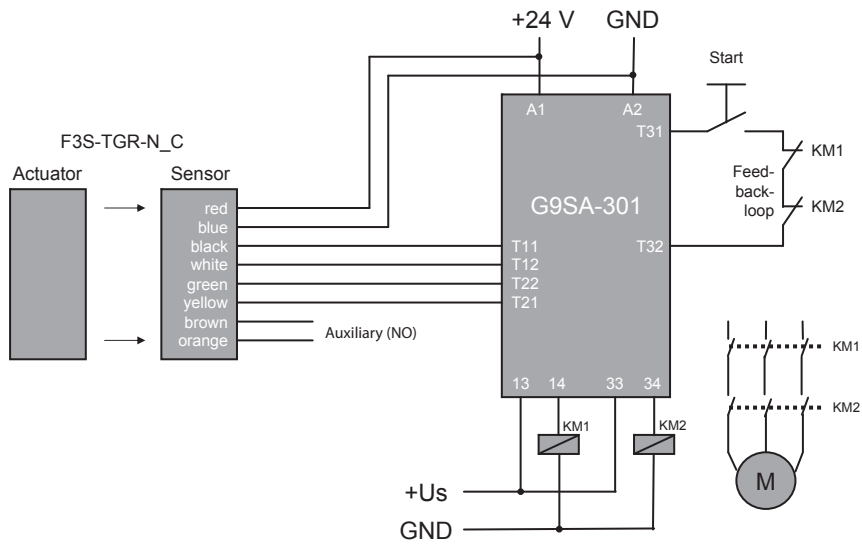 +24 V
GND
Start
A1
A2
T31
F3S-TGR-N_C
Actuator
Sensor
KM1
Feed-
back-
loop
KM2
G9SA-301
red
blue
black
white
green
yellow
brown
orange
T11
T12
T22
T21
T32
Auxiliary (NO)
13
14
33
34
KM1
KM2
KM1
KM2
M
+Us
GND